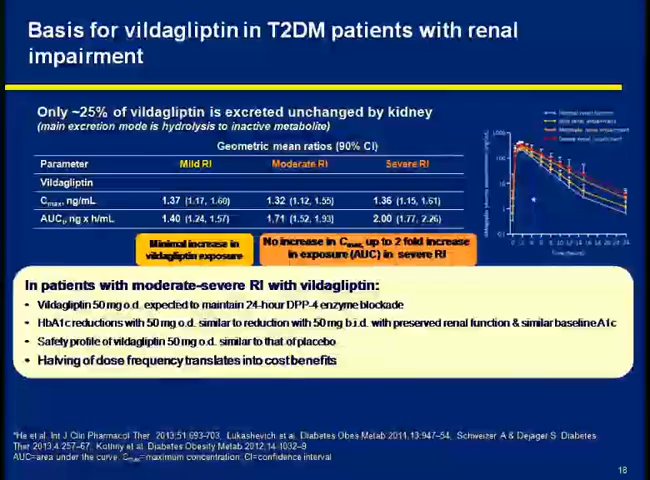 Basis for vildagliptin in T2DM patients with renal
impairment
Only ~25% of vildagliptin is excreted unchanged by kidney
(main excretion mode is hydrolysis to inactive metabolite)
Geometric mean ratios (90% CI)
Parameter Mild RI Moderate RI Severe RI
Vildagliptin
Cmax, ng/mL 1.37 (1.17, 1.60) 1.32 (1.12, 1.55) 1.36 (1.15, 1.61)
AUC, ng x h/mL 1.40 (1.24, 1.57) 1.71 (1.52, 1.93) 2.00 (1.77, 2.26)
Minimal increase in
vildagliptin exposure
No increase in Cmax, up to 2 fold increase
in exposure (AUC) in severe RI
In patients with moderate-severe RI with vildagliptin:
• Vildagliptin 50 mg o.d. expected to maintain 24-hour DPP-4 enzyme blockade
• HbA1c reductions with 50 mg o.d. similar to reduction with 50 mg b.i.d. with preserved renal function & similar baseline A1c
• Safety profile of vildagliptin 50 mg o.d. similar to that of placebo
• Halving of dose frequency translates into cost benefits
*He et al. Int J Clin Pharmacol Ther. 2013;51:693-703, Lukashevich et al. Diabetes Obes Metab 2011;13:947-54, Schweizer A & Dejager S. Diabetes
Ther 2013;4:257-67, Kothny et al. Diabetes Obesity Metab 2012;14:1032-9
AUC=area under the curve. Cmax=maximum concentration. CI=confidence interval
18